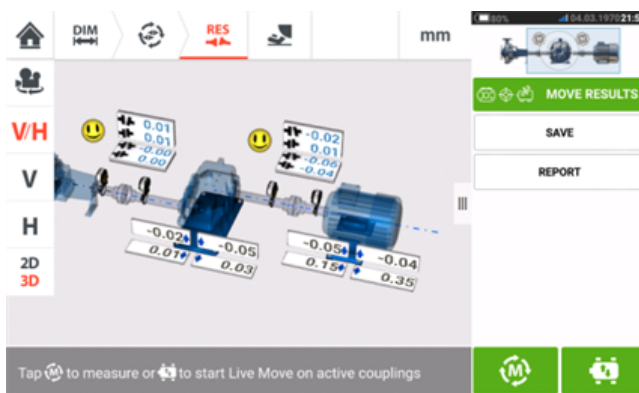 DIM
RES
mm
80%
04.03.1970 21:5
V/H
V
H
2D
3D
0.01
0.01
-0.00
0.00
-0.02
0.01
-0.06
-0.04
-0.02
-0.05
0.01
0.03
-0.05
-0.04
0.15
0.35
MOVE RESULTS
SAVE
REPORT
Tap M to measure or to start Live Move on active couplings
M